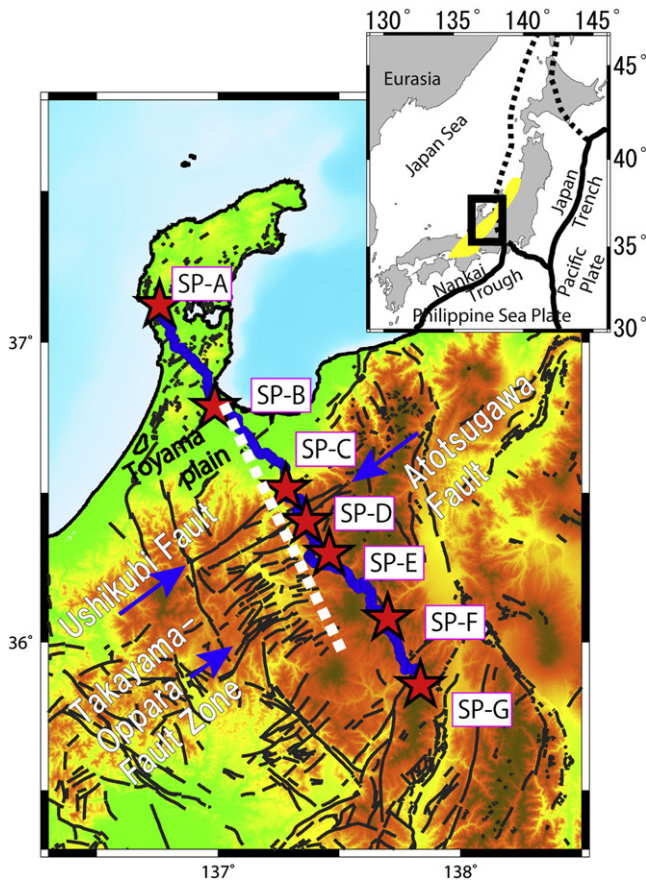 130° 135° 140° 145°
Eurasia
45°
Japan Sea
40°
Japan
Trench
35°
Pacific
Plate
Nankai
Trough
Philippine Sea Plate
30°
SP-A
37°
SP-B
Toyama
plain
SP-C
Atotsugawa
Fault
SP-D
Ushikubi Fault
SP-E
36°
SP-F
Takayama–
Oppara
Fault Zone
SP-G
137°
138°